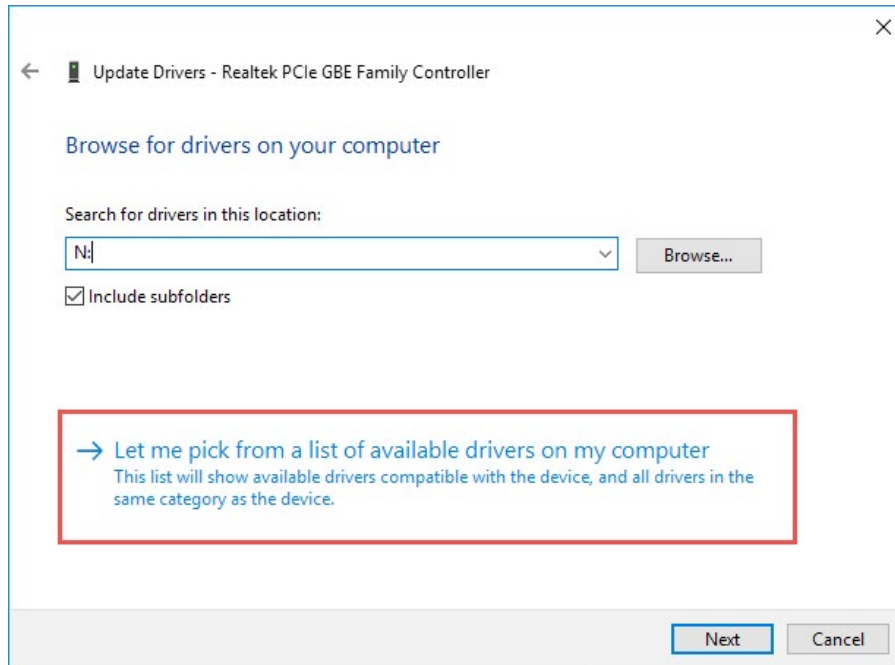 Update Drivers - Realtek PCIe GBE Family Controller
Browse for drivers on your computer
Search for drivers in this location:
N:
Browse...
Include subfolders
Let me pick from a list of available drivers on my computer
This list will show available drivers compatible with the device, and all drivers in the
same category as the device.
Next
Cancel